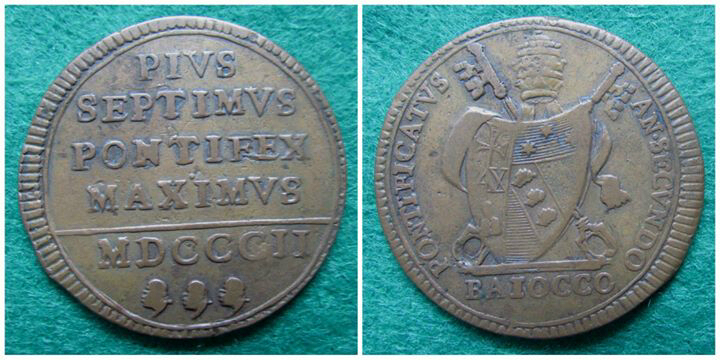 PIVS
SEPTIMVS
PONTIFEX
MAXIMVS
MDCCCII
PONTIFICATVS AN·SECVNDO
BAIOCCO